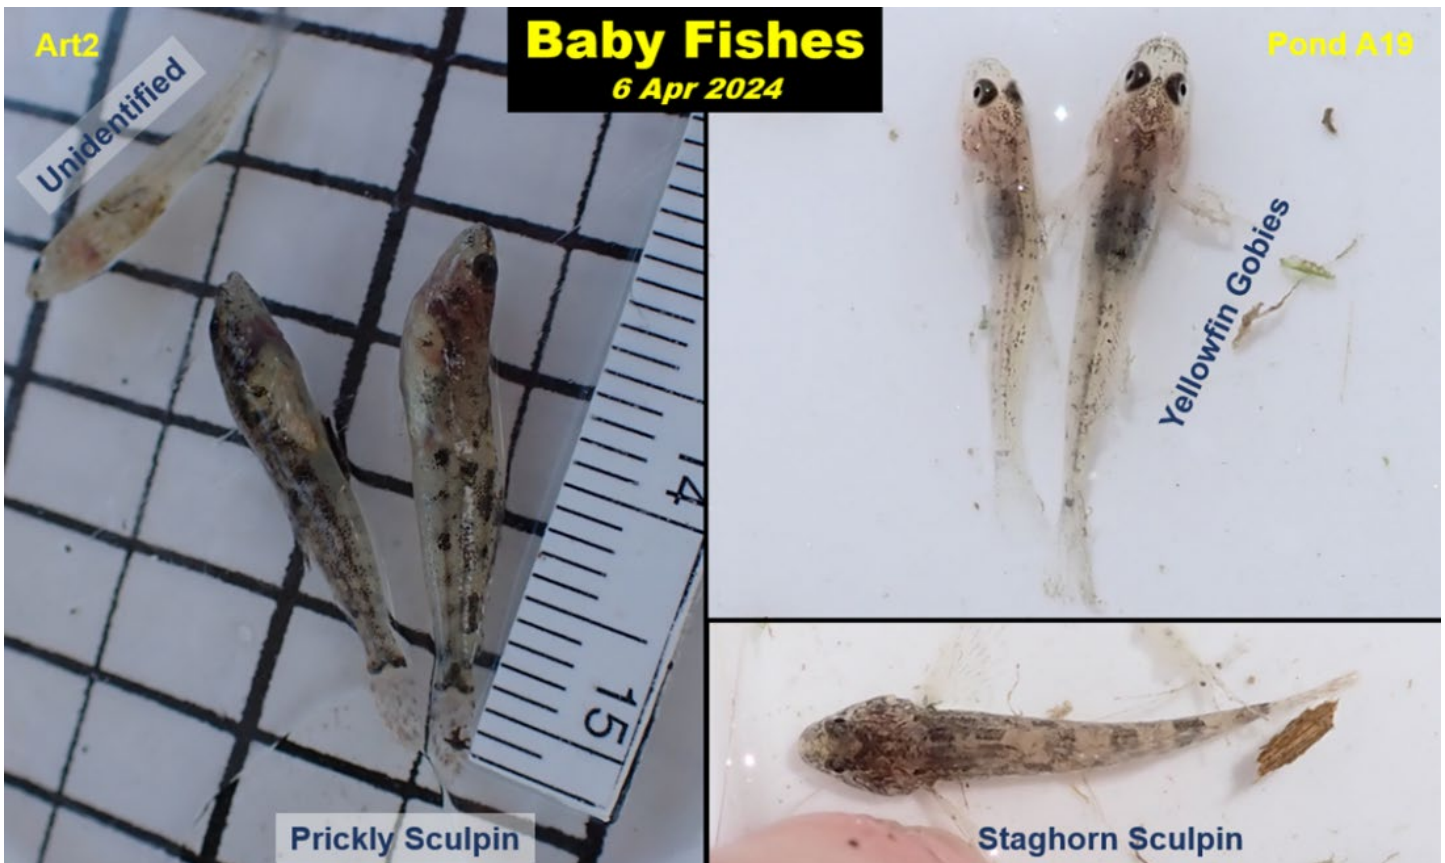 Baby Fishes
6 Apr 2024
Art2
Pond A19
Unidentified
Yellowfin Gobies
14
15
Prickly Sculpin
Staghorn Sculpin